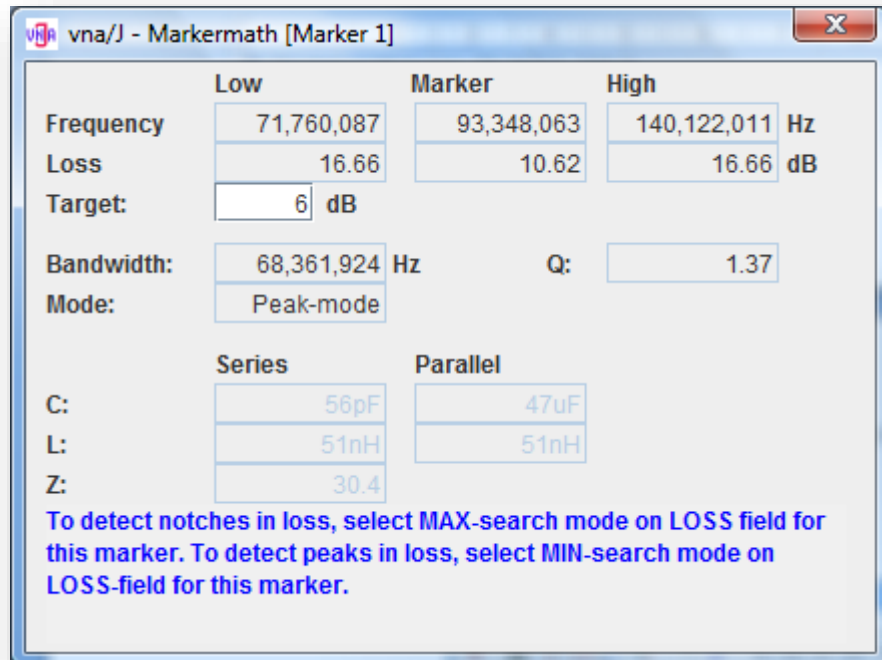 vna/J - Markermath [Marker 1]
Low Marker High
Frequency 71,760,087 93,348,063 140,122,011 Hz
Loss 16.66 10.62 16.66 dB
Target: 6 dB
Bandwidth: 68,361,924 Hz Q: 1.37
Mode: Peak-mode
Series Parallel
C: 56pF 47uF
L: 51nH 51nH
Z: 30.4
To detect notches in loss, select MAX-search mode on LOSS field for
this marker. To detect peaks in loss, select MIN-search mode on
LOSS-field for this marker.